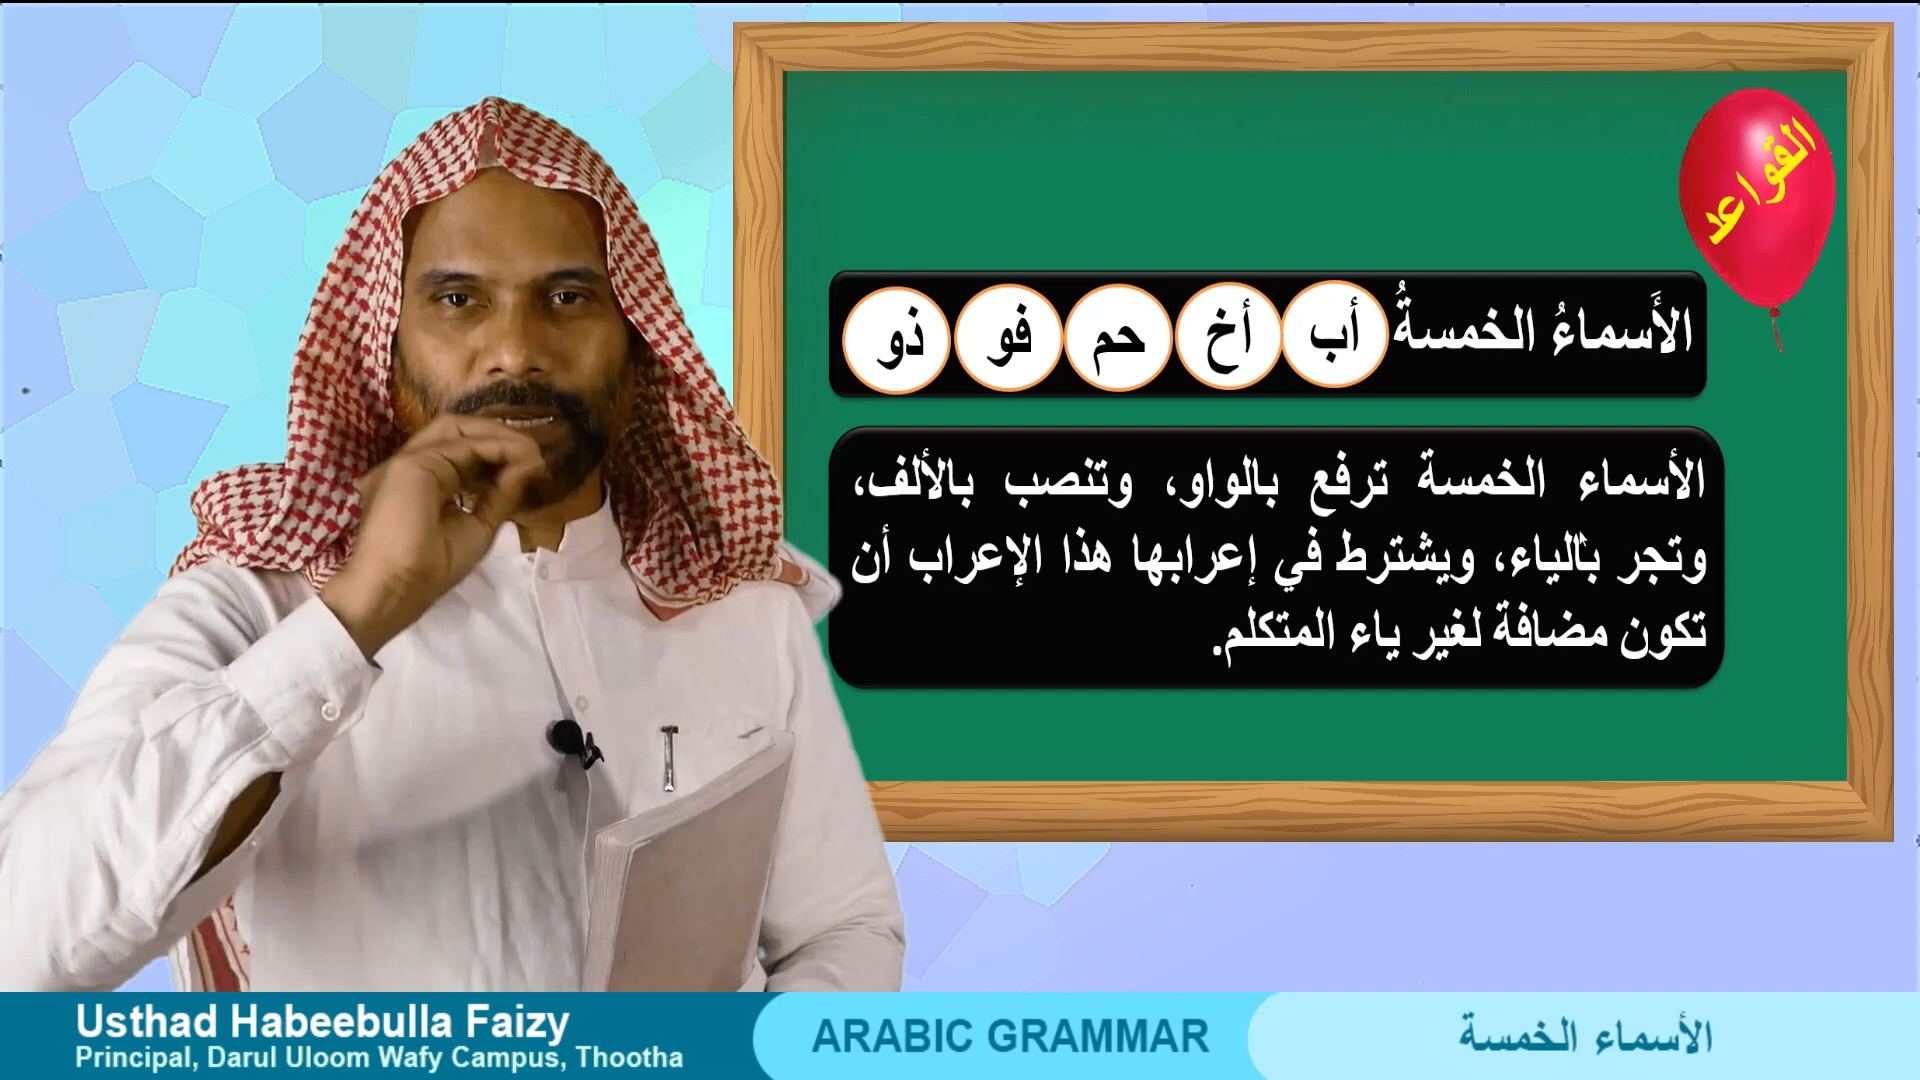 القواعد
الأَسماءُ الخمسةُ أب أخ حم فو ذو
الأسماء الخمسة ترفع بالواو، وتنصب بالألف،
وتجر بالياء، ويشترط في إعرابها هذا الإعراب أن
تكون مضافة لغير ياء المتكلم.
Usthad Habeebulla Faizy
Principal, Darul Uloom Wafy Campus, Thootha
ARABIC GRAMMAR
الأسماء الخمسة